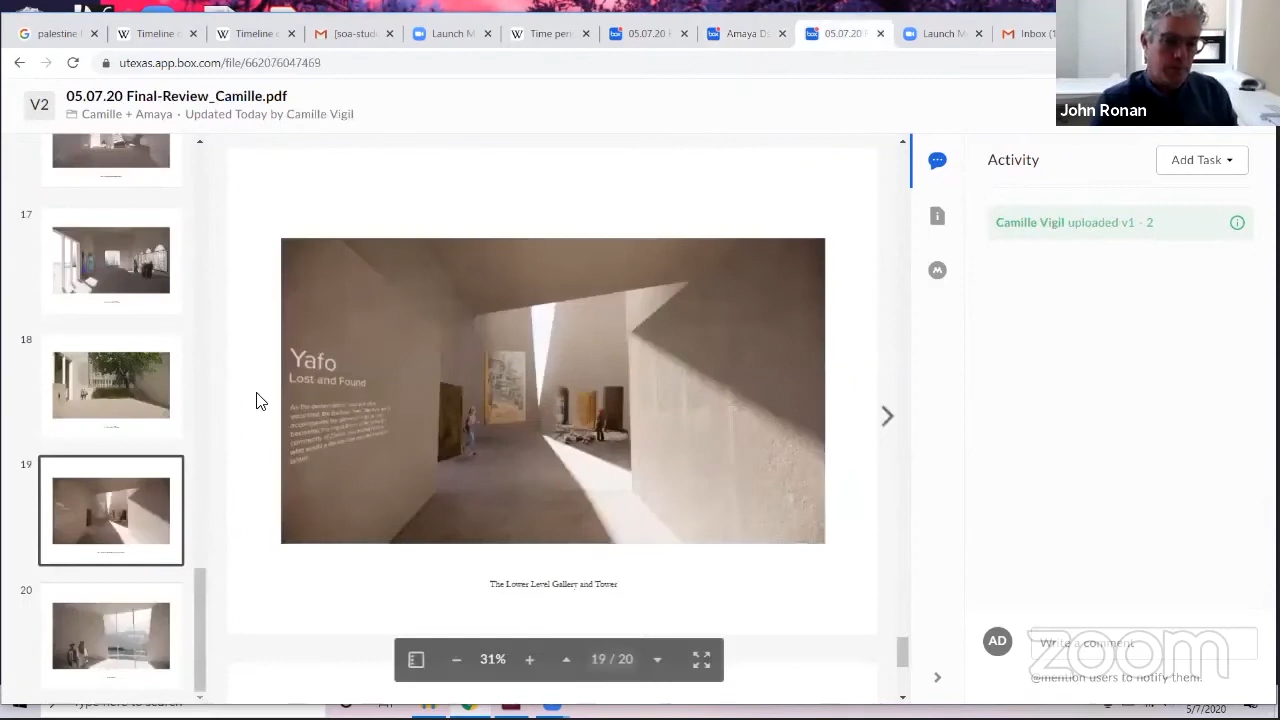 palestine
Timeline c
Timeline c
[soa-stud
Launch M
Time peri
05.07.20 F
Amaya D
05.07.20 F
Launch M
Inbox (1
utexas.app.box.com/file/662076047469
V2
05.07.20 Final-Review_Camille.pdf
Camille + Amaya · Updated Today by Camille Vigil
John Ronan
Activity
Add Task
Camille Vigil uploaded v1 - 2
17
18
19
20
Yafo
Lost and Found
The Lower Level Gallery and Tower
31%
19 / 20
AD
Write a comment
zoom
@mention users to notify them.
5/7/2020